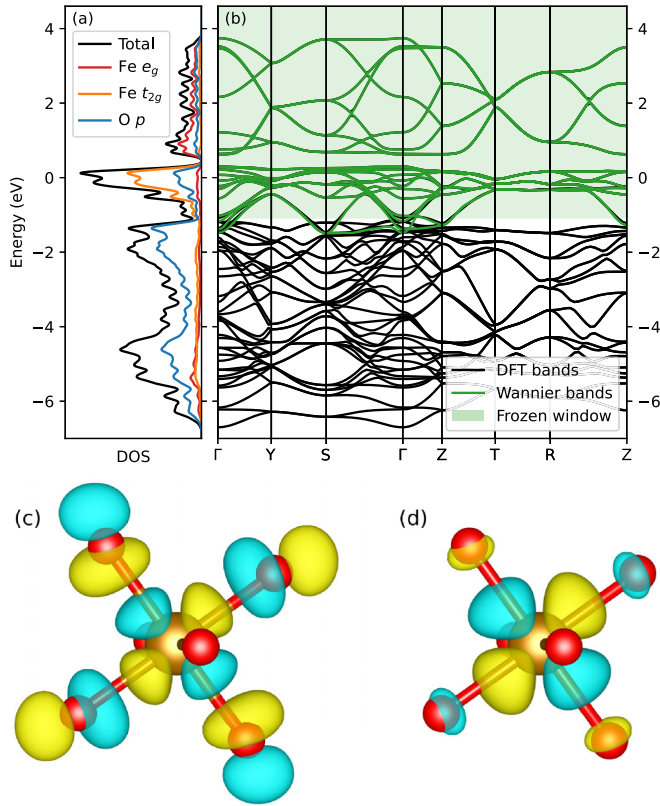 (a)
(b)
Total
Fe e_g
Fe t_2g
O p
4
2
0
−2
−4
−6
Energy (eV)
4
2
0
−2
−4
−6
DFT bands
Wannier bands
Frozen window
DOS
Γ Y S Γ Z T R Z
(c)
(d)